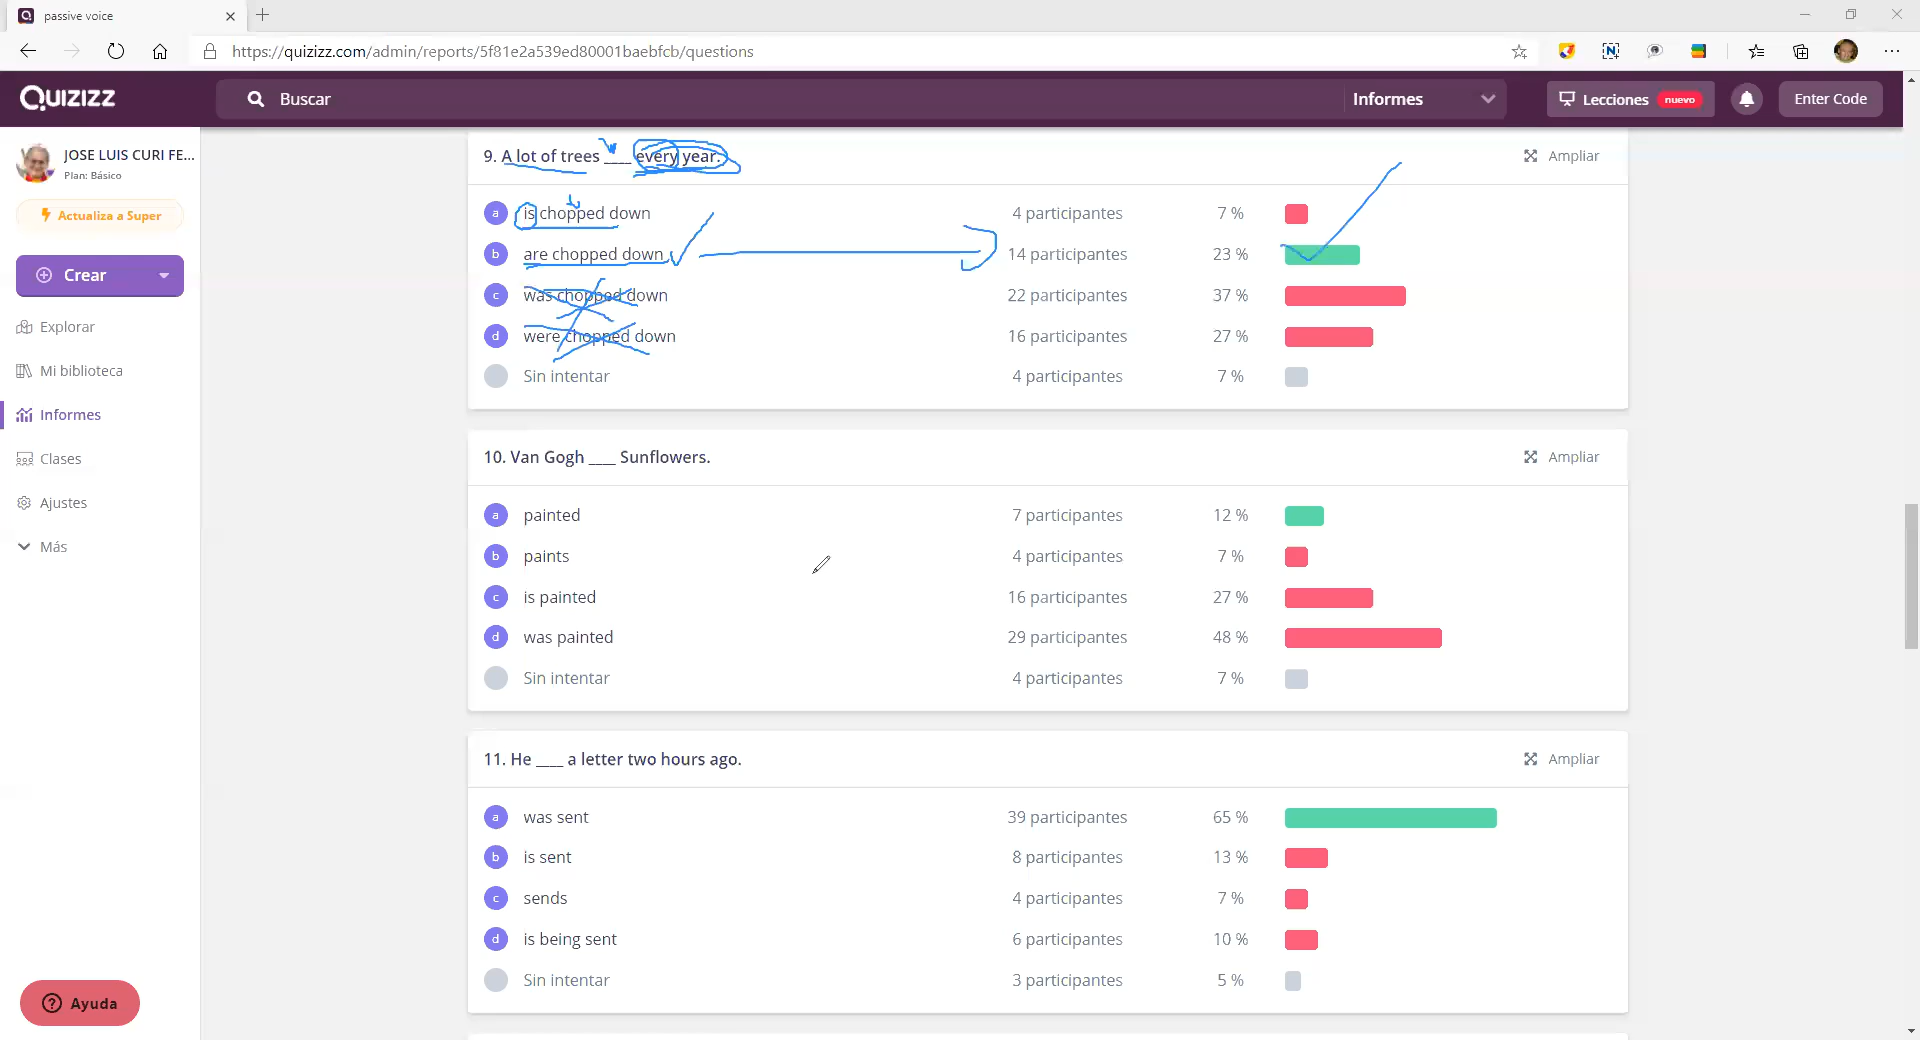 passive voice
https://quizizz.com/admin/reports/5f81e2a539ed80001baebfcb/questions
QUIZIZZ
Buscar
Informes
Lecciones nuevo
Enter Code
JOSE LUIS CURI FE...
Plan: Básico
Actualiza a Super
Crear
Explorar
Mi biblioteca
Informes
Clases
Ajustes
Más
Ayuda
9. A lot of trees ____ every year.
Ampliar
a is chopped down 4 participantes 7 %
b are chopped down 14 participantes 23 %
c was chopped down 22 participantes 37 %
d were chopped down 16 participantes 27 %
Sin intentar 4 participantes 7 %
10. Van Gogh ____ Sunflowers.
Ampliar
a painted 7 participantes 12 %
b paints 4 participantes 7 %
c is painted 16 participantes 27 %
d was painted 29 participantes 48 %
Sin intentar 4 participantes 7 %
11. He ____ a letter two hours ago.
Ampliar
a was sent 39 participantes 65 %
b is sent 8 participantes 13 %
c sends 4 participantes 7 %
d is being sent 6 participantes 10 %
Sin intentar 3 participantes 5 %